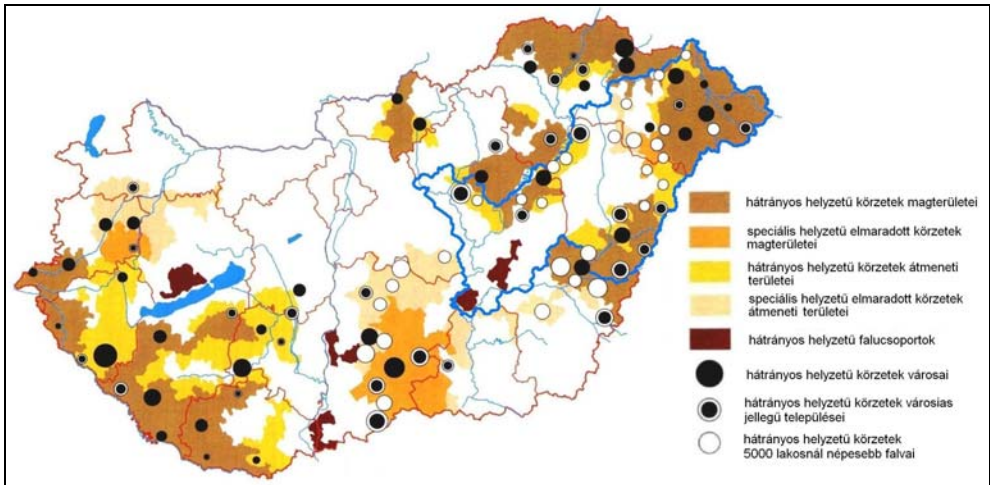 hátrányos helyzetű körzetek magterületei
speciális helyzetű elmaradott körzetek
magterületei
hátrányos helyzetű körzetek átmeneti
területei
speciális helyzetű elmaradott körzetek
átmeneti területei
hátrányos helyzetű falucsoportok
hátrányos helyzetű körzetek városai
hátrányos helyzetű körzetek városias
jellegű települései
hátrányos helyzetű körzetek
5000 lakosnál népesebb falvai